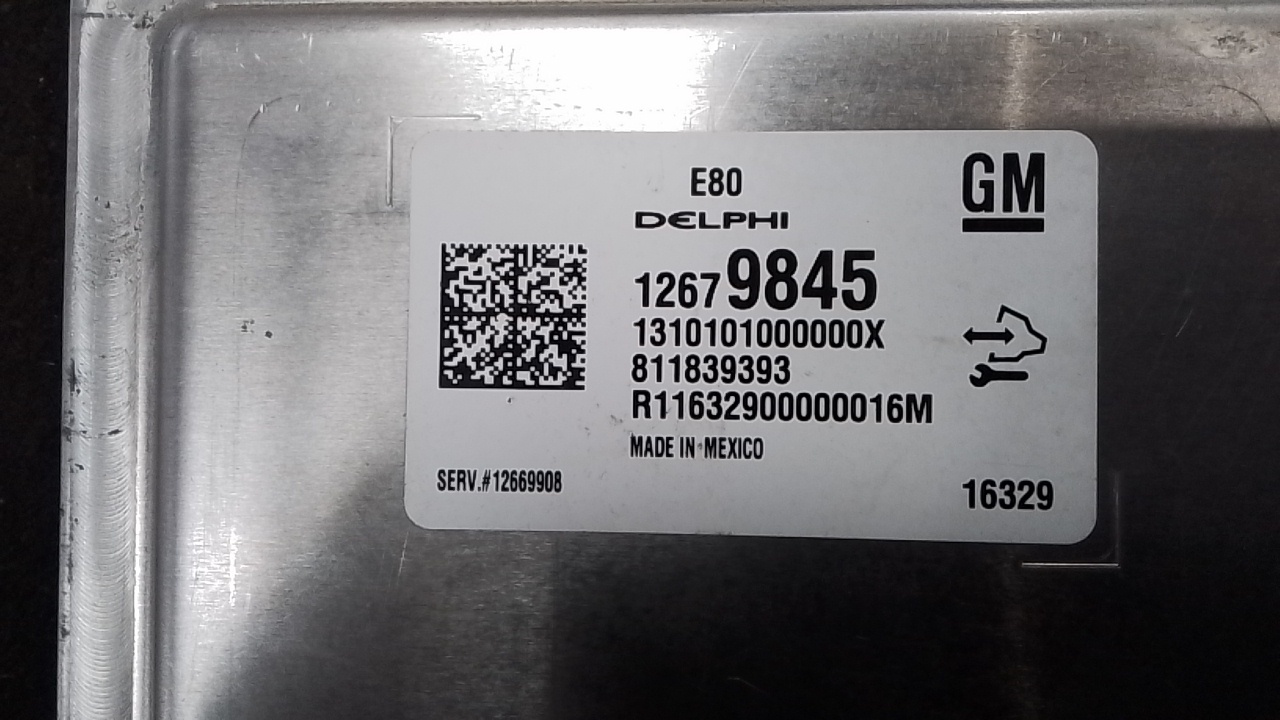 E80
GM
DELPHI
12679845
1310101000000X
811839393
R11632900000016M
MADE IN MEXICO
SERV.#12669908
16329